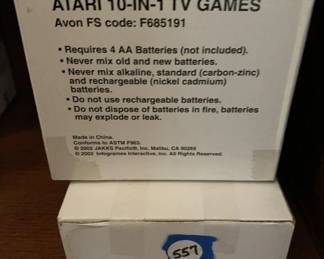 ATARI 10-IN-1 TV GAMES
Avon FS code: F685191
• Requires 4 AA Batteries (not included).
• Never mix old and new batteries.
• Never mix alkaline, standard (carbon-zinc)
and rechargeable (nickel cadmium)
batteries.
• Do not use rechargeable batteries.
• Do not dispose of batteries in fire, batteries
may explode or leak.
Made in China.
Conforms to ASTM F963.
© 2002 JAKKS Pacific®, Inc. Malibu, CA 90265
© 2002 Infogrames Interactive, Inc. All Rights Reserved.
557